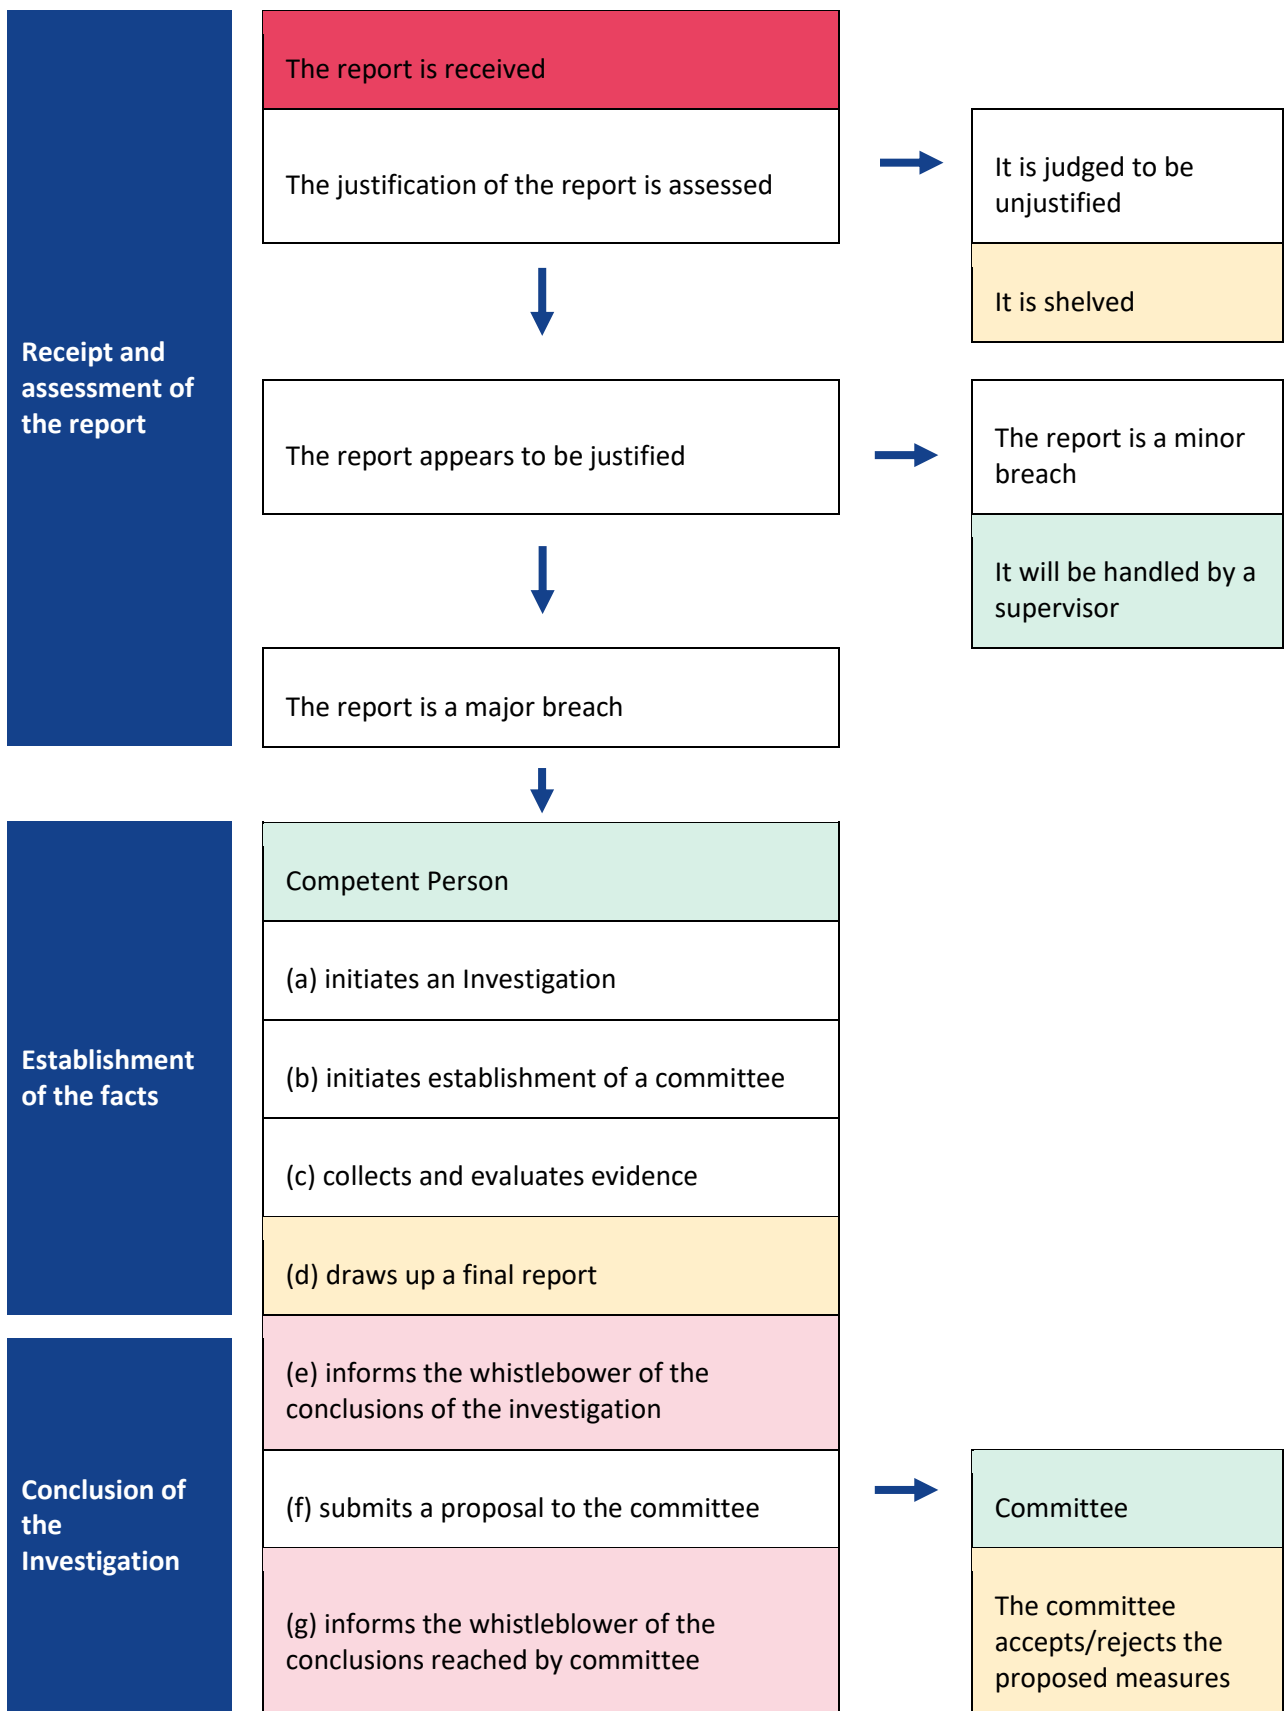 Receipt and
assessment of
the report
The report is received
The justification of the report is assessed
It is judged to be
unjustified
It is shelved
The report appears to be justified
The report is a minor
breach
It will be handled by a
supervisor
The report is a major breach
Establishment
of the facts
Competent Person
(a) initiates an Investigation
(b) initiates establishment of a committee
(c) collects and evaluates evidence
(d) draws up a final report
Conclusion of
the
Investigation
(e) informs the whistlebower of the
conclusions of the investigation
(f) submits a proposal to the committee
Committee
(g) informs the whistleblower of the
conclusions reached by committee
The committee
accepts/rejects the
proposed measures